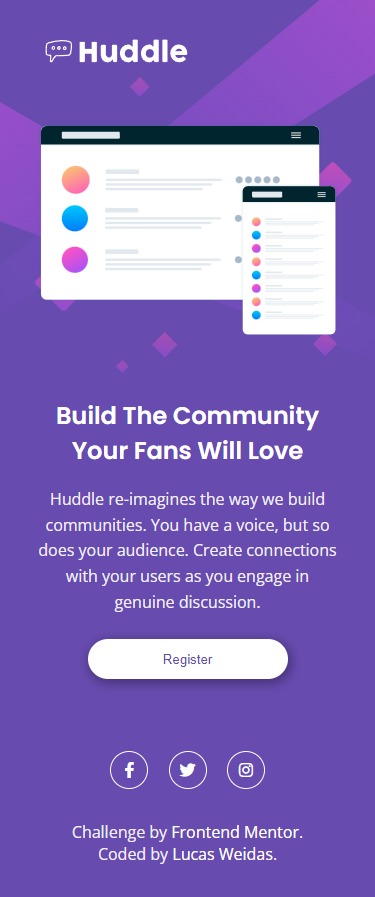 Huddle
Build The Community
Your Fans Will Love
Huddle re-imagines the way we build
communities. You have a voice, but so
does your audience. Create connections
with your users as you engage in
genuine discussion.
Register
Challenge by Frontend Mentor.
Coded by Lucas Weidas.